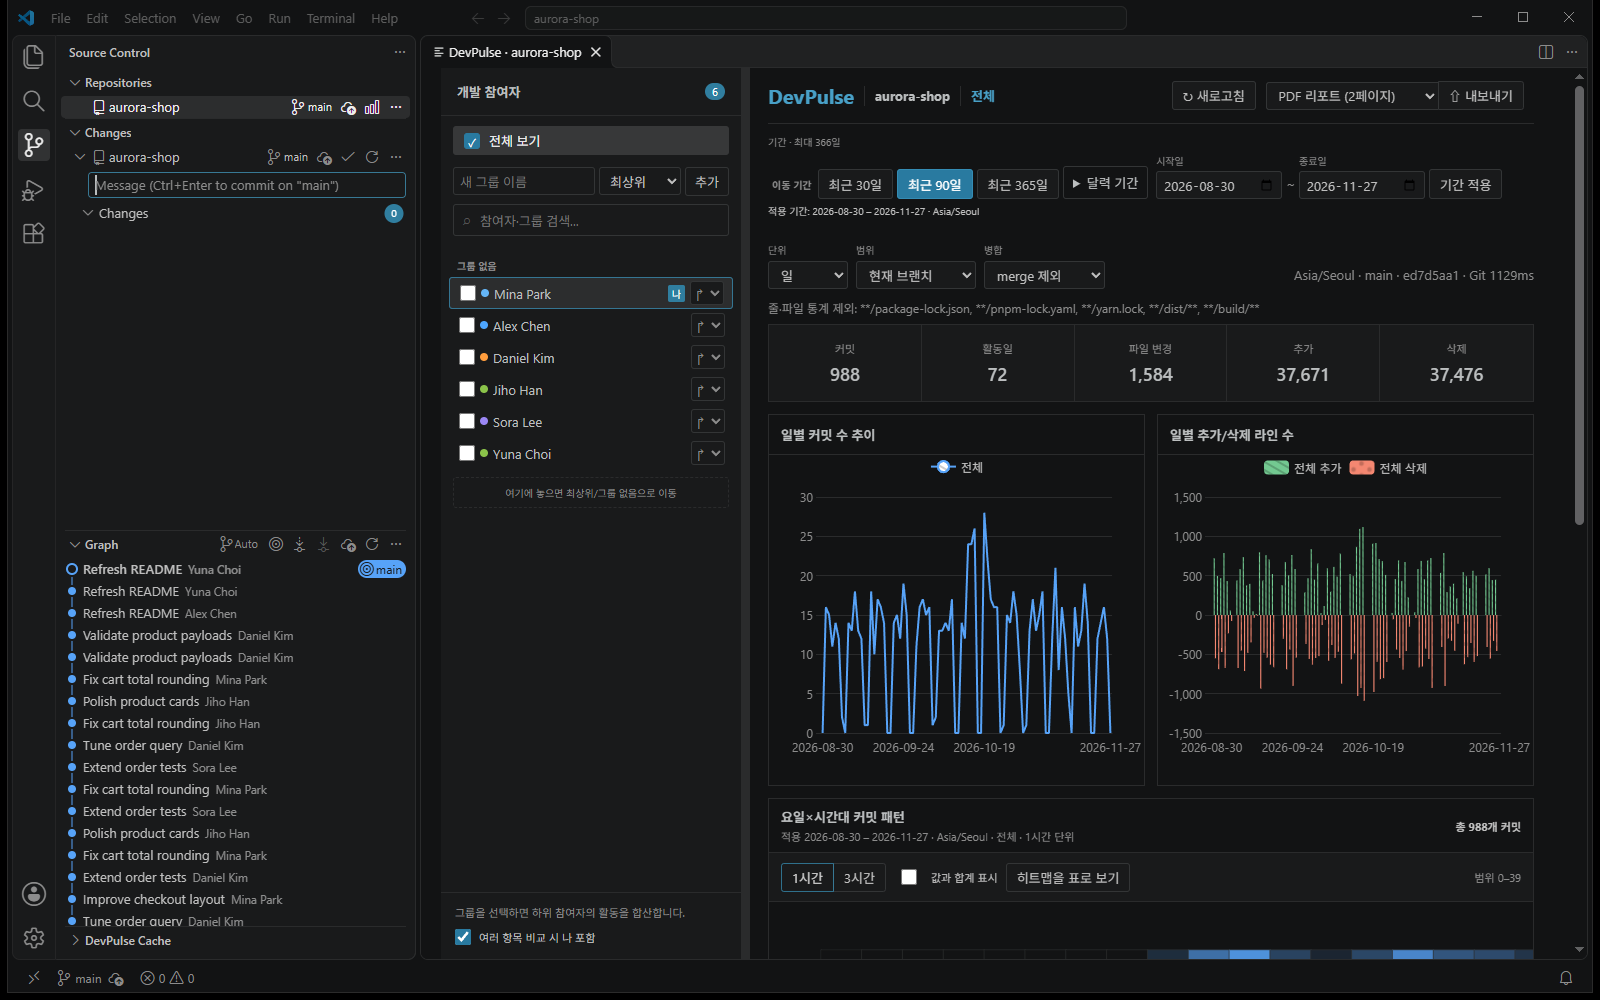 File Edit Selection View Go Run Terminal Help
aurora-shop
Source Control
Repositories
aurora-shop main
Changes
aurora-shop main
Message (Ctrl+Enter to commit on "main")
Changes 0
Graph Auto
Refresh README Yuna Choi main
Refresh README Yuna Choi
Refresh README Alex Chen
Validate product payloads Daniel Kim
Validate product payloads Daniel Kim
Fix cart total rounding Mina Park
Polish product cards Jiho Han
Fix cart total rounding Jiho Han
Tune order query Daniel Kim
Extend order tests Sora Lee
Fix cart total rounding Mina Park
Extend order tests Sora Lee
Polish product cards Jiho Han
Fix cart total rounding Mina Park
Extend order tests Daniel Kim
Improve checkout layout Mina Park
Tune order query Daniel Kim
DevPulse Cache
main 0 0
DevPulse · aurora-shop
개발 참여자 6
전체 보기
새 그룹 이름 최상위 추가
참여자·그룹 검색...
그룹 없음
Mina Park 나
Alex Chen
Daniel Kim
Jiho Han
Sora Lee
Yuna Choi
여기에 놓으면 최상위/그룹 없음으로 이동
그룹을 선택하면 하위 참여자의 활동을 합산합니다.
여러 항목 비교 시 나 포함
DevPulse aurora-shop 전체 새로고침 PDF 리포트 (2페이지) 내보내기
기간 · 최대 366일
시작일 종료일
이동 기간 최근 30일 최근 90일 최근 365일 달력 기간 2026-08-30 ~ 2026-11-27 기간 적용
적용 기간: 2026-08-30 – 2026-11-27 · Asia/Seoul
단위 범위 병합
일 현재 브랜치 merge 제외 Asia/Seoul · main · ed7d5aa1 · Git 1129ms
줄·파일 통계 제외: **/package-lock.json, **/pnpm-lock.yaml, **/yarn.lock, **/dist/**, **/build/**
커밋 활동일 파일 변경 추가 삭제
988 72 1,584 37,671 37,476
일별 커밋 수 추이
전체
30
25
20
15
10
5
0
2026-08-30 2026-09-24 2026-10-19 2026-11-27
일별 추가/삭제 라인 수
전체 추가 전체 삭제
1,500
1,000
500
0
-500
-1,000
-1,500
2026-08-30 2026-09-24 2026-10-19 2026-11-27
요일×시간대 커밋 패턴
적용 2026-08-30 – 2026-11-27 · Asia/Seoul · 전체 · 1시간 단위
총 988개 커밋
1시간 3시간 값과 합계 표시 히트맵을 표로 보기 범위 0–39